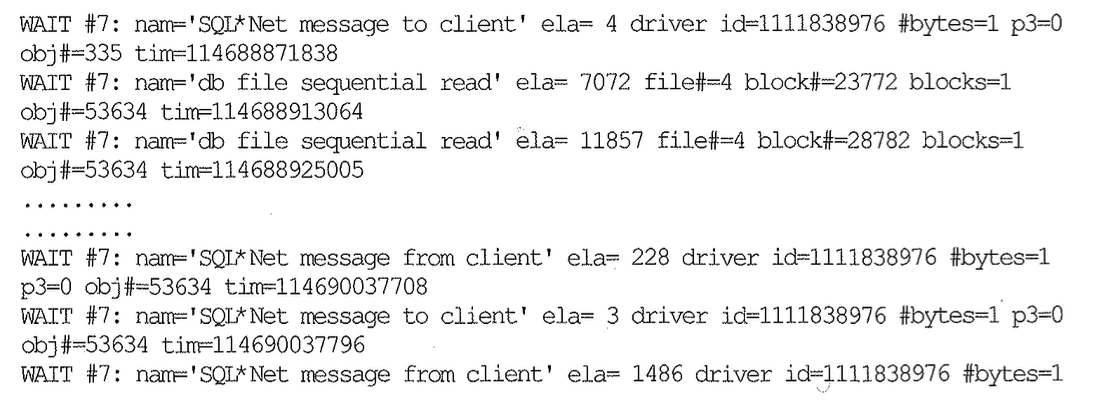 WAIT #7: nam='SQL*Net message to client' ela= 4 driver id=1111838976 #bytes=1 p3=0
obj#=335 tim=114688871838
WAIT #7: nam='db file sequential read' ela= 7072 file#=4 block#=23772 blocks=1
obj#=53634 tim=114688913064
WAIT #7: nam='db file sequential read' ela= 11857 file#=4 block#=28782 blocks=1
obj#=53634 tim=114688925005
.........
.........
WAIT #7: nam='SQL*Net message from client' ela= 228 driver id=1111838976 #bytes=1
p3=0 obj#=53634 tim=114690037708
WAIT #7: nam='SQL*Net message to client' ela= 3 driver id=1111838976 #bytes=1 p3=0
obj#=53634 tim=114690037796
WAIT #7: nam='SQL*Net message from client' ela= 1486 driver id=1111838976 #bytes=1